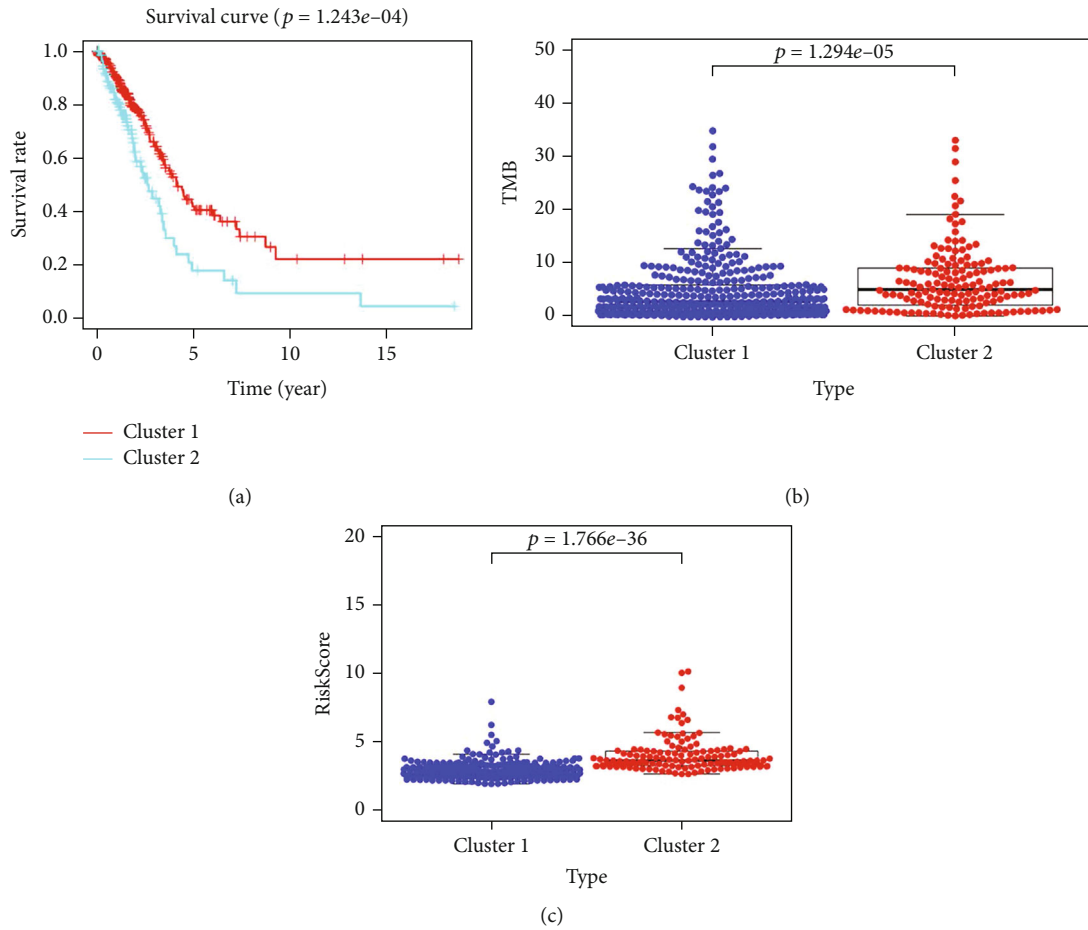 Survival curve (p = 1.243e–04)
1.0
0.8
0.6
0.4
0.2
0.0
Survival rate
0 5 10 15
Time (year)
Cluster 1
Cluster 2
(a)
50
40
30
20
10
0
TMB
p = 1.294e–05
Cluster 1 Cluster 2
Type
(b)
20
15
10
5
0
RiskScore
p = 1.766e–36
Cluster 1 Cluster 2
Type
(c)